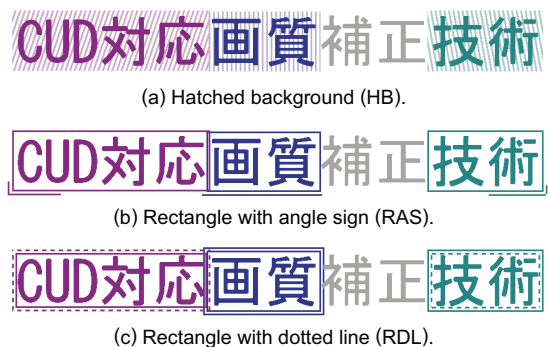 CUD対応画質補正技術
(a) Hatched background (HB).
CUD対応画質補正技術
(b) Rectangle with angle sign (RAS).
CUD対応画質補正技術
(c) Rectangle with dotted line (RDL).